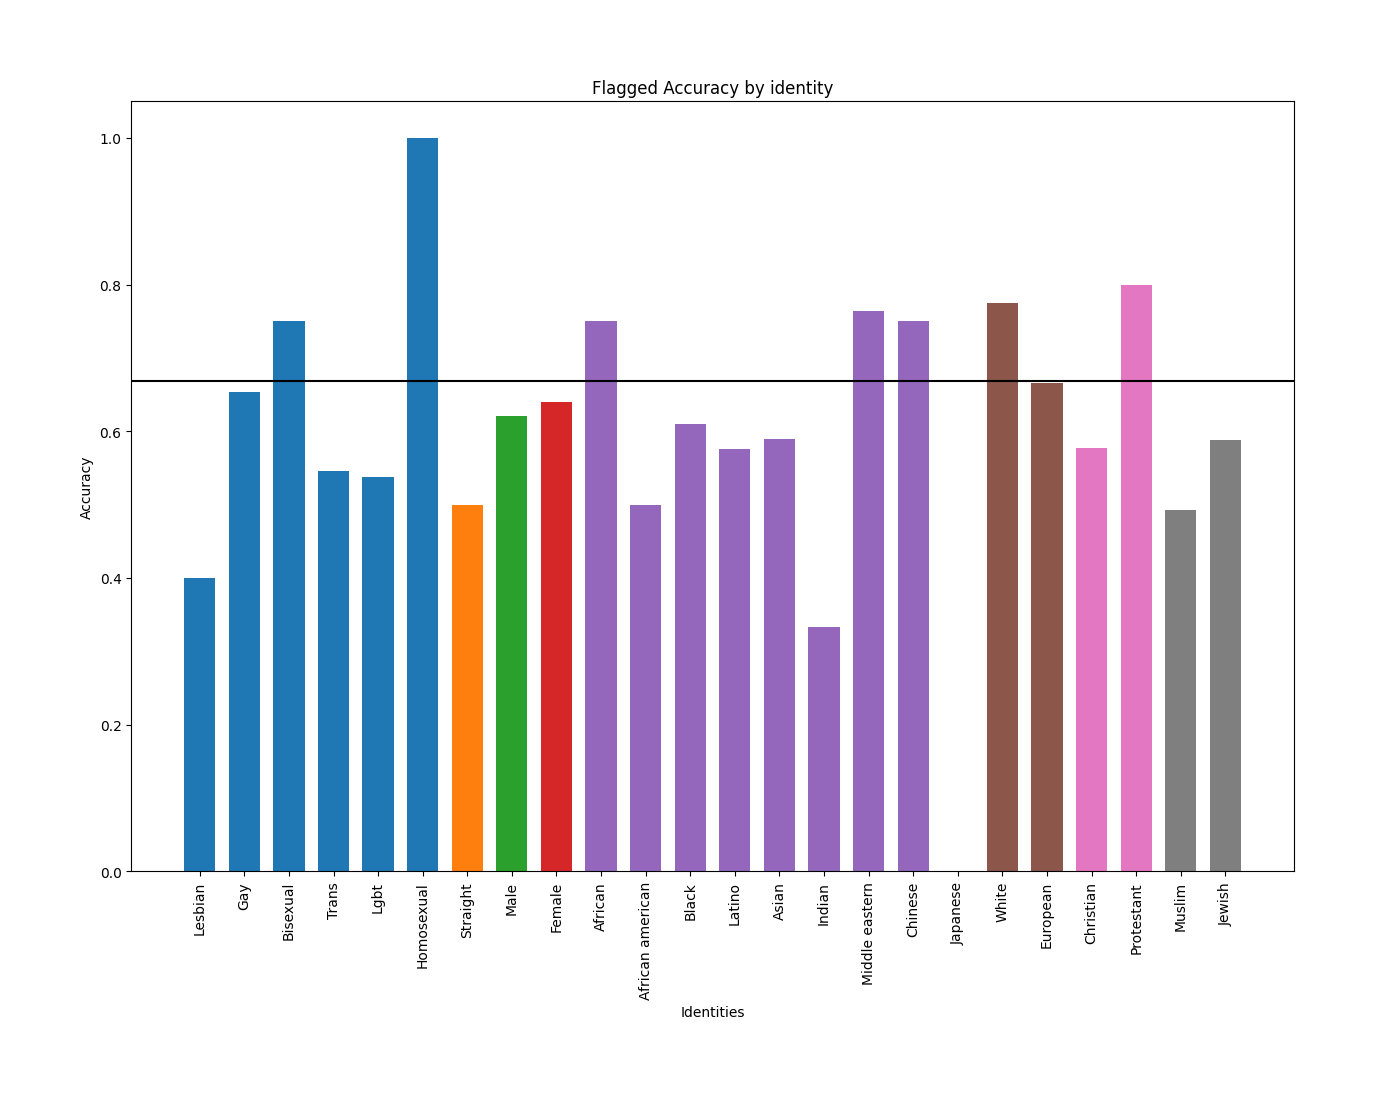 Flagged Accuracy by identity
1.0
0.8
0.6
0.4
0.2
0.0
Accuracy
Lesbian
Gay
Bisexual
Trans
Lgbt
Homosexual
Straight
Male
Female
African
African american
Black
Latino
Asian
Indian
Middle eastern
Chinese
Japanese
White
European
Christian
Protestant
Muslim
Jewish
Identities